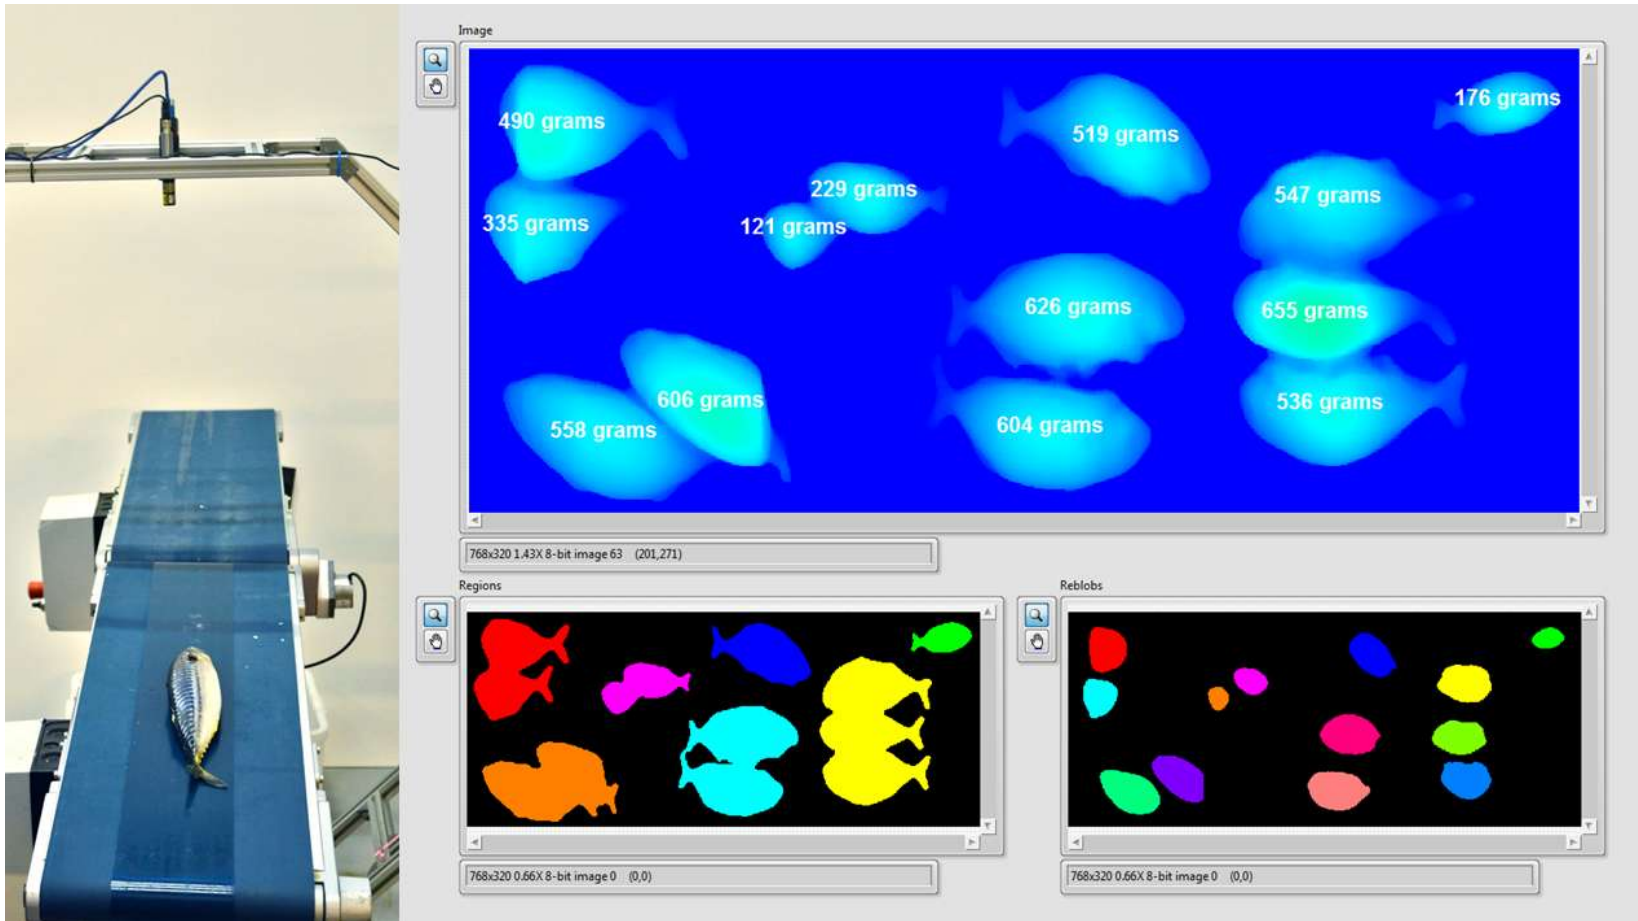 Image
490 grams
519 grams
176 grams
229 grams
547 grams
335 grams
121 grams
626 grams
655 grams
606 grams
536 grams
558 grams
604 grams
768x320 1.43X 8-bit image 63 (201,271)
Regions
Reblobs
768x320 0.66X 8-bit image 0 (0,0)
768x320 0.66X 8-bit image 0 (0,0)